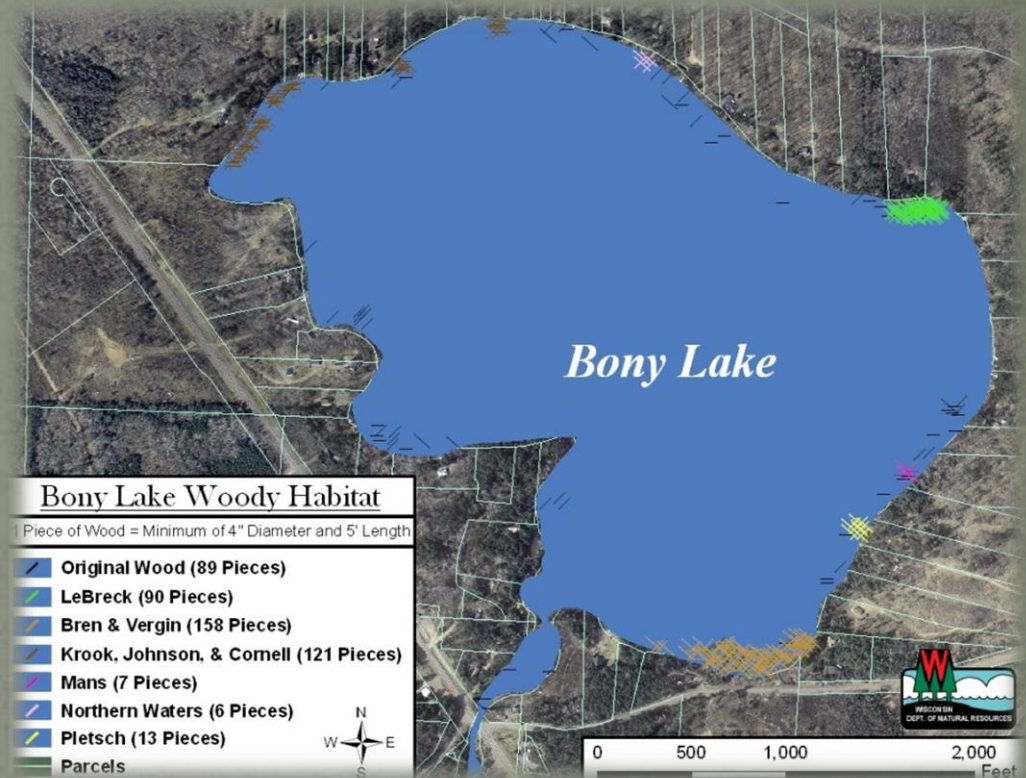 Bony Lake
Bony Lake Woody Habitat
1 Piece of Wood = Minimum of 4" Diameter and 5' Length
Original Wood (89 Pieces)
LeBreck (90 Pieces)
Bren & Vergin (158 Pieces)
Krook, Johnson, & Cornell (121 Pieces)
Mans (7 Pieces)
Northern Waters (6 Pieces)
Pletsch (13 Pieces)
Parcels
N
W E
S
W
WISCONSIN
DEPT. OF NATURAL RESOURCES
0 500 1,000 2,000
Feet